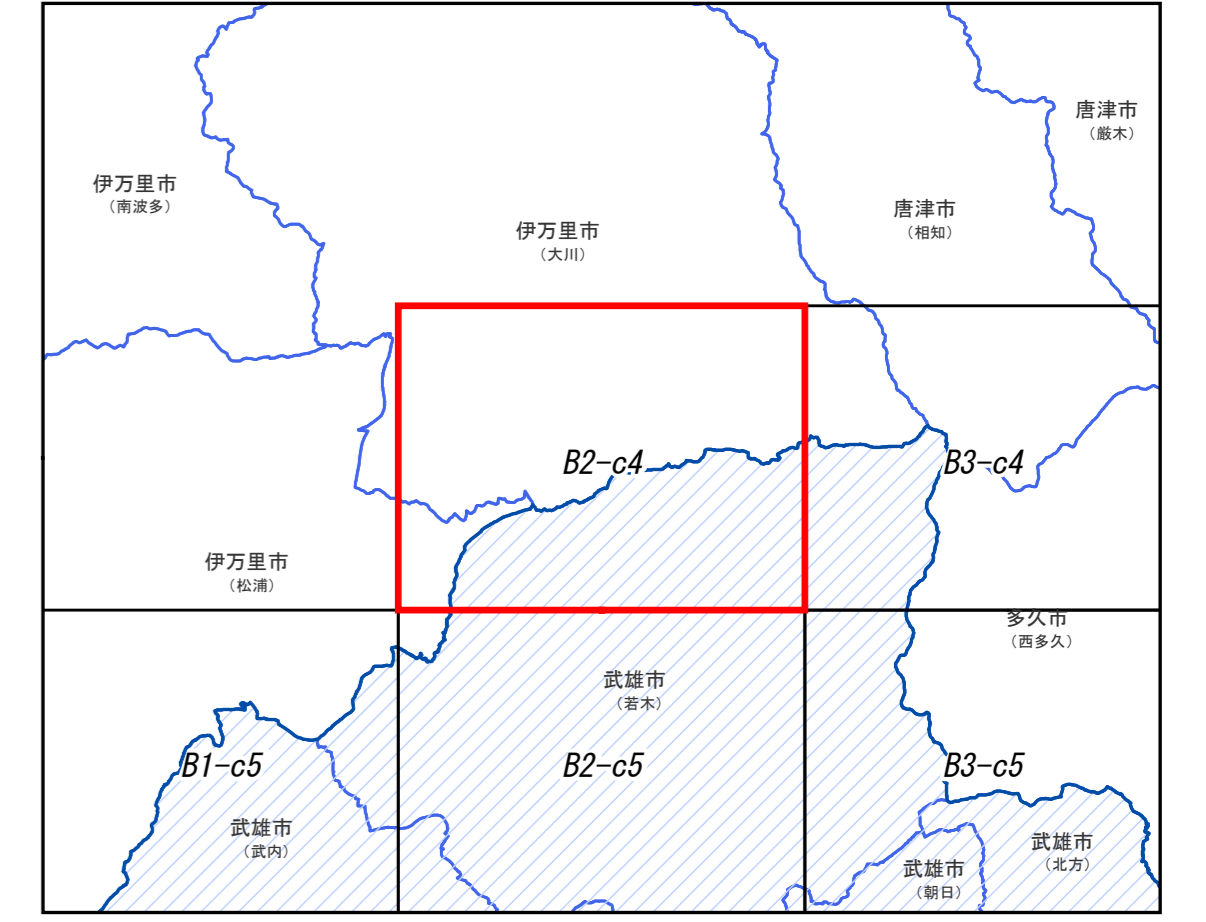 唐津市
（厳木）
伊万里市
（南波多）
唐津市
（相知）
伊万里市
（大川）
B2-c4
B3-c4
伊万里市
（松浦）
多久市
（西多久）
武雄市
（若木）
B1-c5
B2-c5
B3-c5
武雄市
（武内）
武雄市
（北方）
武雄市
（朝日）